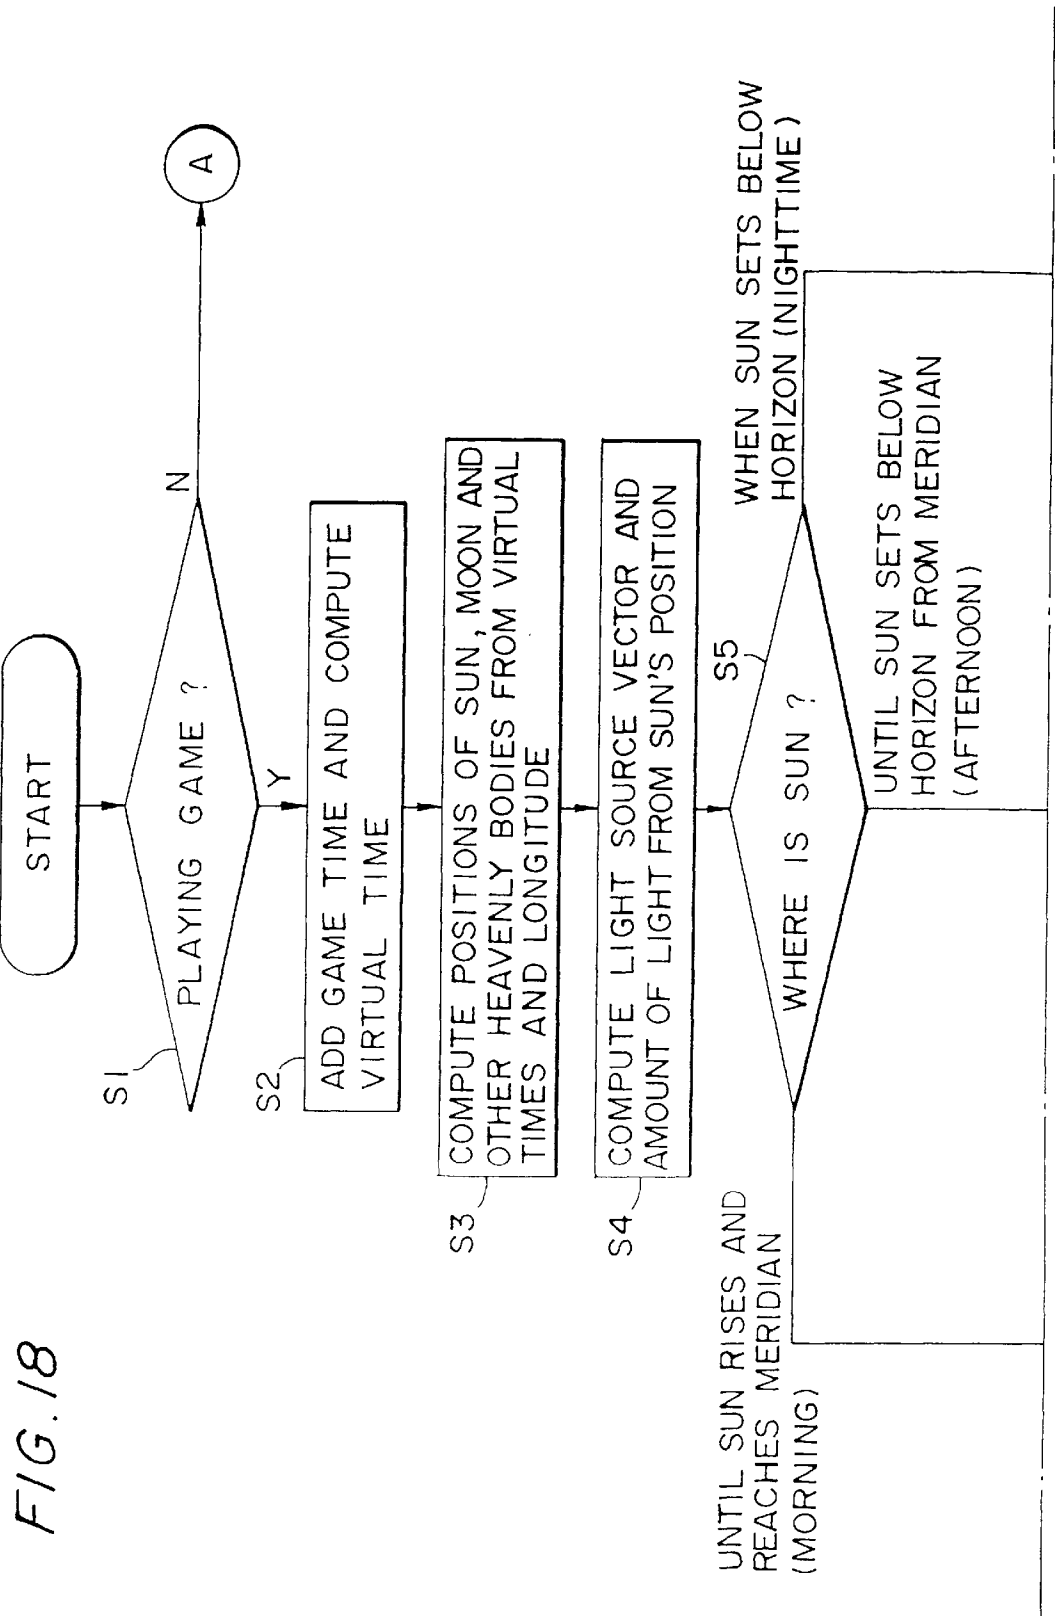 FIG. 18
START
S1
PLAYING GAME ?
N
A
Y
S2
ADD GAME TIME AND COMPUTE
VIRTUAL TIME
S3
COMPUTE POSITIONS OF SUN, MOON AND
OTHER HEAVENLY BODIES FROM VIRTUAL
TIMES AND LONGITUDE
S4
COMPUTE LIGHT SOURCE VECTOR AND
AMOUNT OF LIGHT FROM SUN'S POSITION
S5
WHERE IS SUN ?
UNTIL SUN RISES AND
REACHES MERIDIAN
(MORNING)
UNTIL SUN SETS BELOW
HORIZON FROM MERIDIAN
(AFTERNOON)
WHEN SUN SETS BELOW
HORIZON (NIGHTTIME)